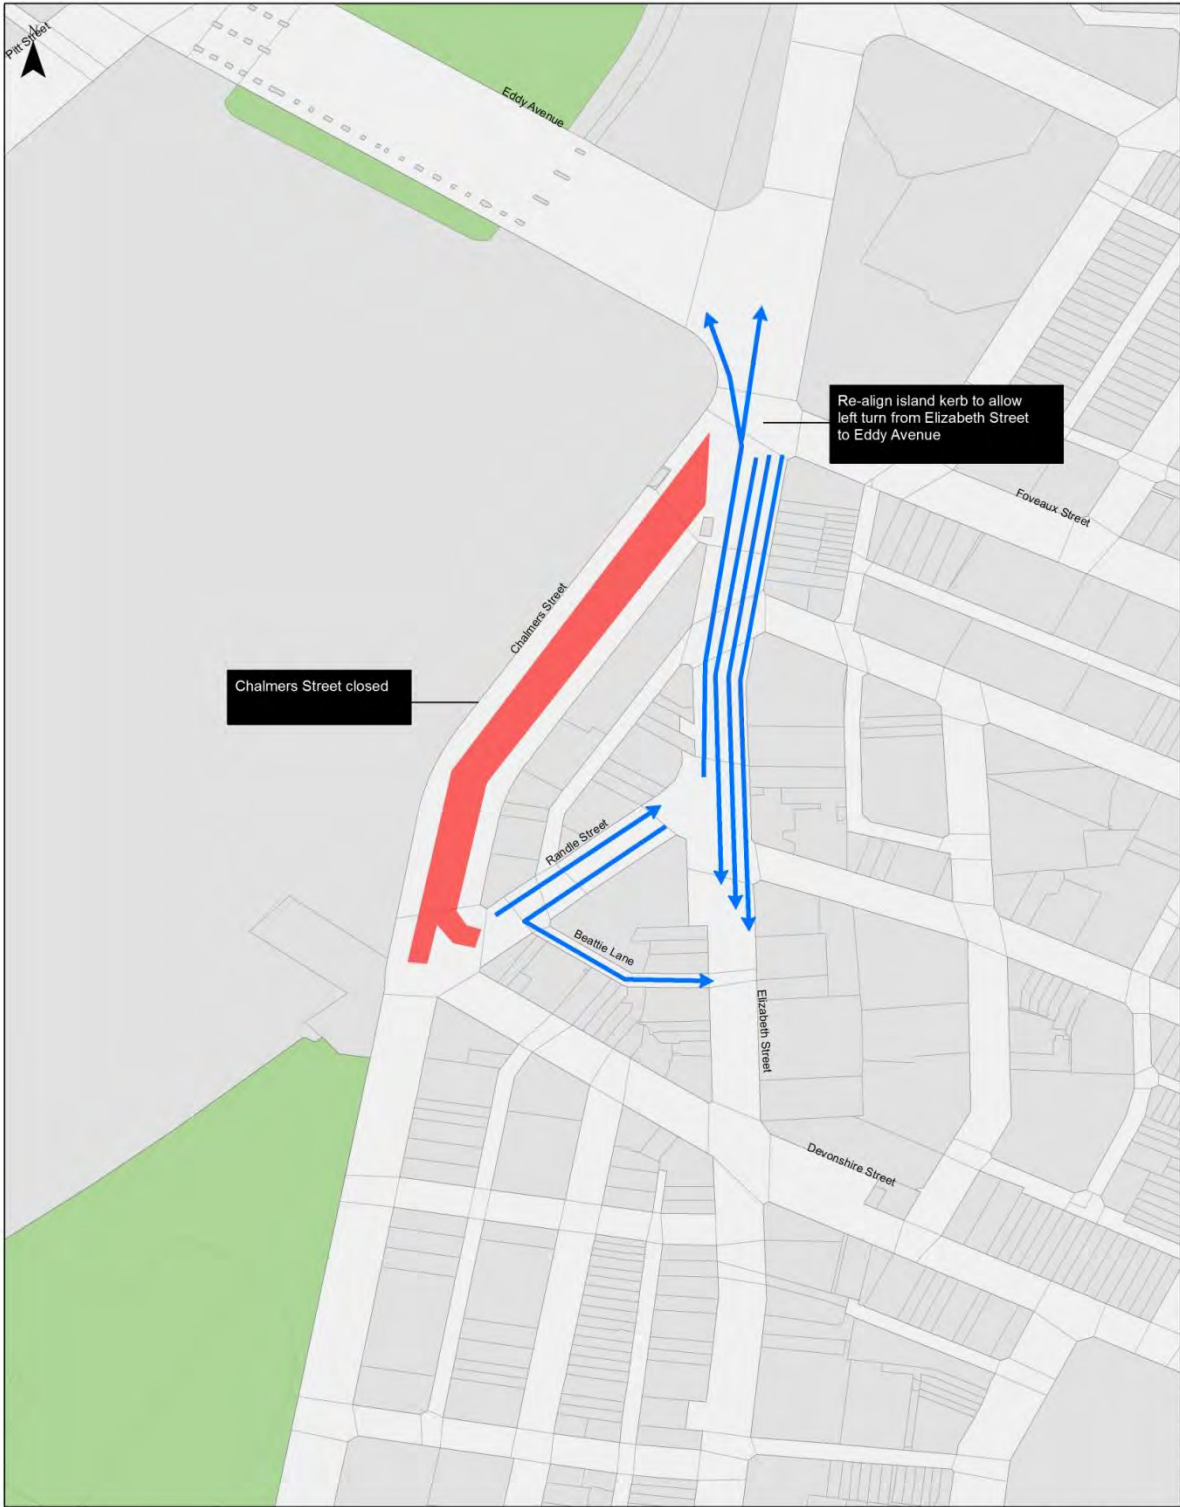 Pitt Street
N
Eddy Avenue
Re-align island kerb to allow
left turn from Elizabeth Street
to Eddy Avenue
Foveaux Street
Chalmers Street
Chalmers Street closed
Randle Street
Beattie Lane
Elizabeth Street
Devonshire Street